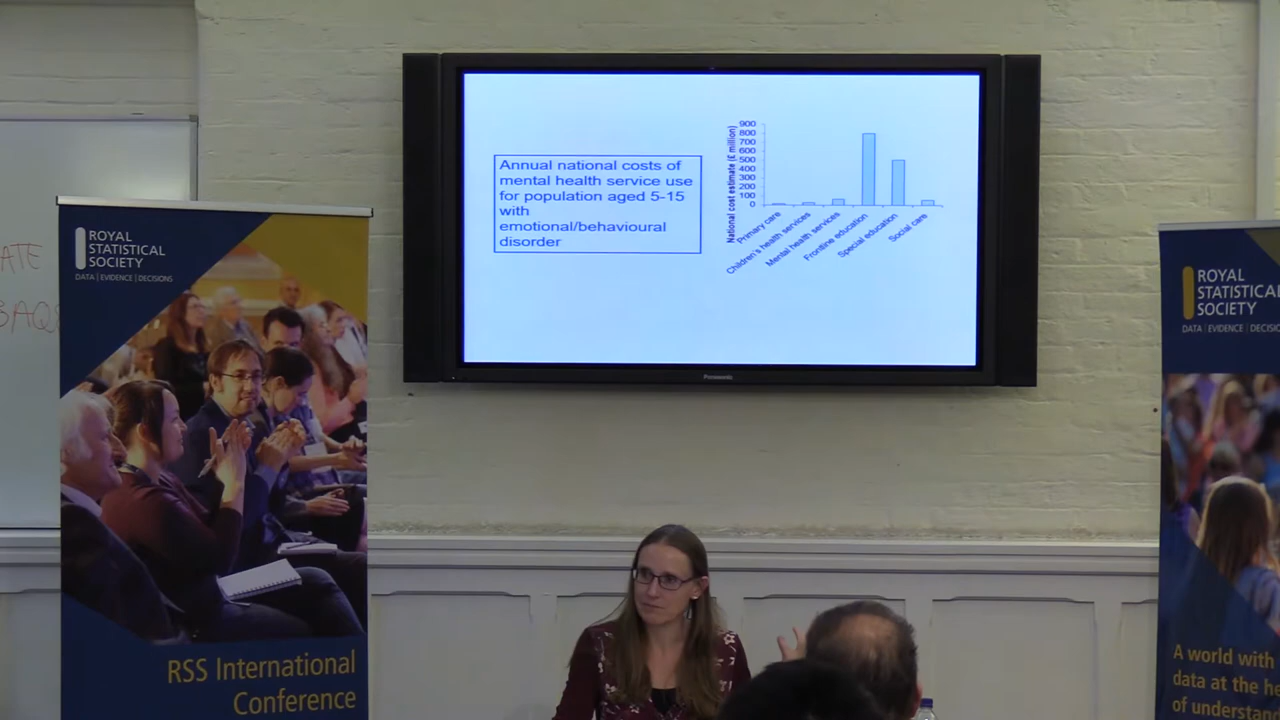 ATE
BAQS
ROYAL
STATISTICAL
SOCIETY
DATA | EVIDENCE | DECISIONS
RSS International
Conference
Annual national costs of
mental health service use
for population aged 5-15
with
emotional/behavioural
disorder
National cost estimate (£ million)
900
800
700
600
500
400
300
200
100
0
Primary care
Children's health services
Mental health services
Frontline education
Special education
Social care
Panasonic
ROYAL
STATISTICAL
SOCIETY
DATA | EVIDENCE | DECISIO
A world with
data at the he
of understan